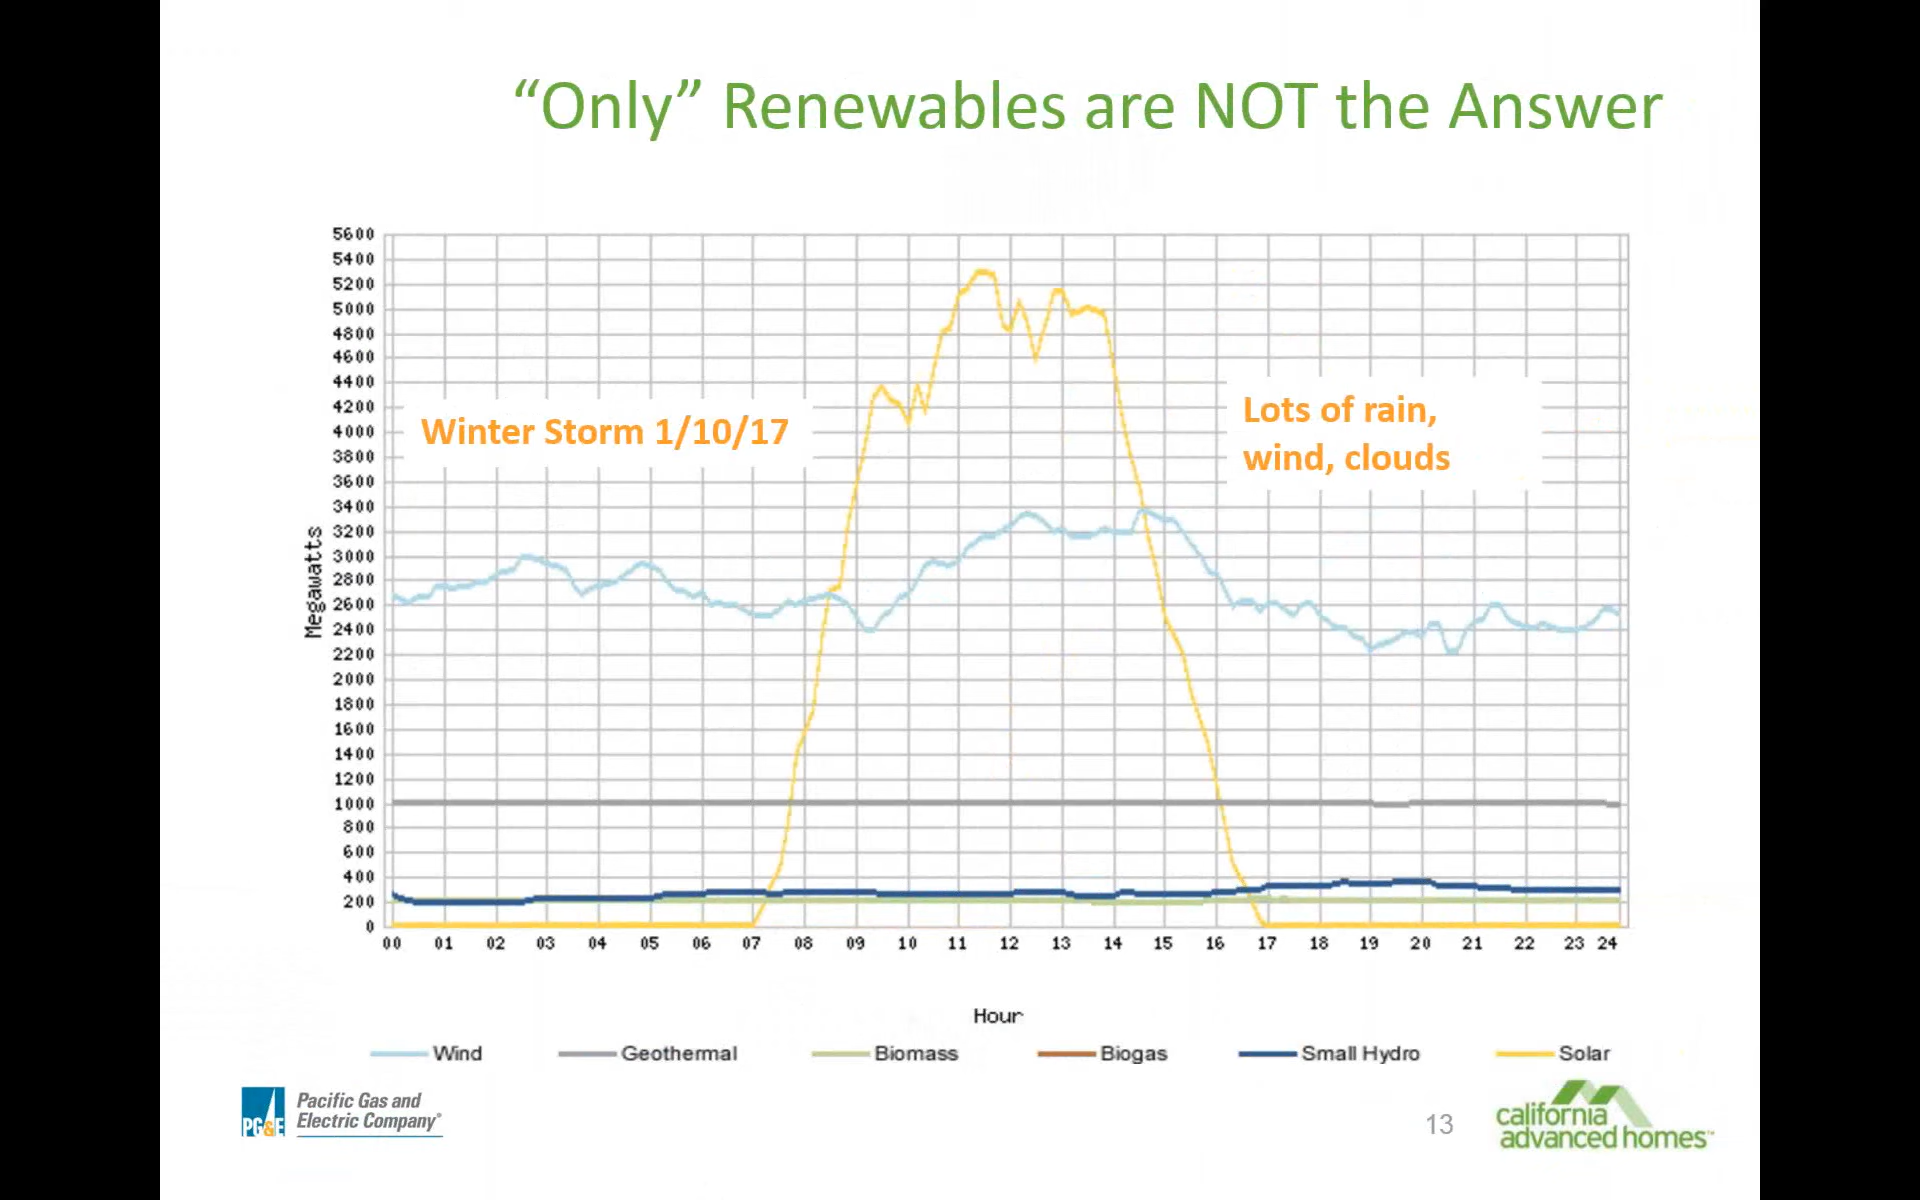 “Only” Renewables are NOT the Answer
5600
5400
5200
5000
4800
4600
4400
4200
4000
3800
3600
3400
3200
3000
2800
2600
2400
2200
2000
1800
1600
1400
1200
1000
800
600
400
200
0
Megawatts
Winter Storm 1/10/17
Lots of rain,
wind, clouds
00 01 02 03 04 05 06 07 08 09 10 11 12 13 14 15 16 17 18 19 20 21 22 23 24
Hour
Wind Geothermal Biomass Biogas Small Hydro Solar
PG&E
Pacific Gas and
Electric Company®
13
california
advanced homes™